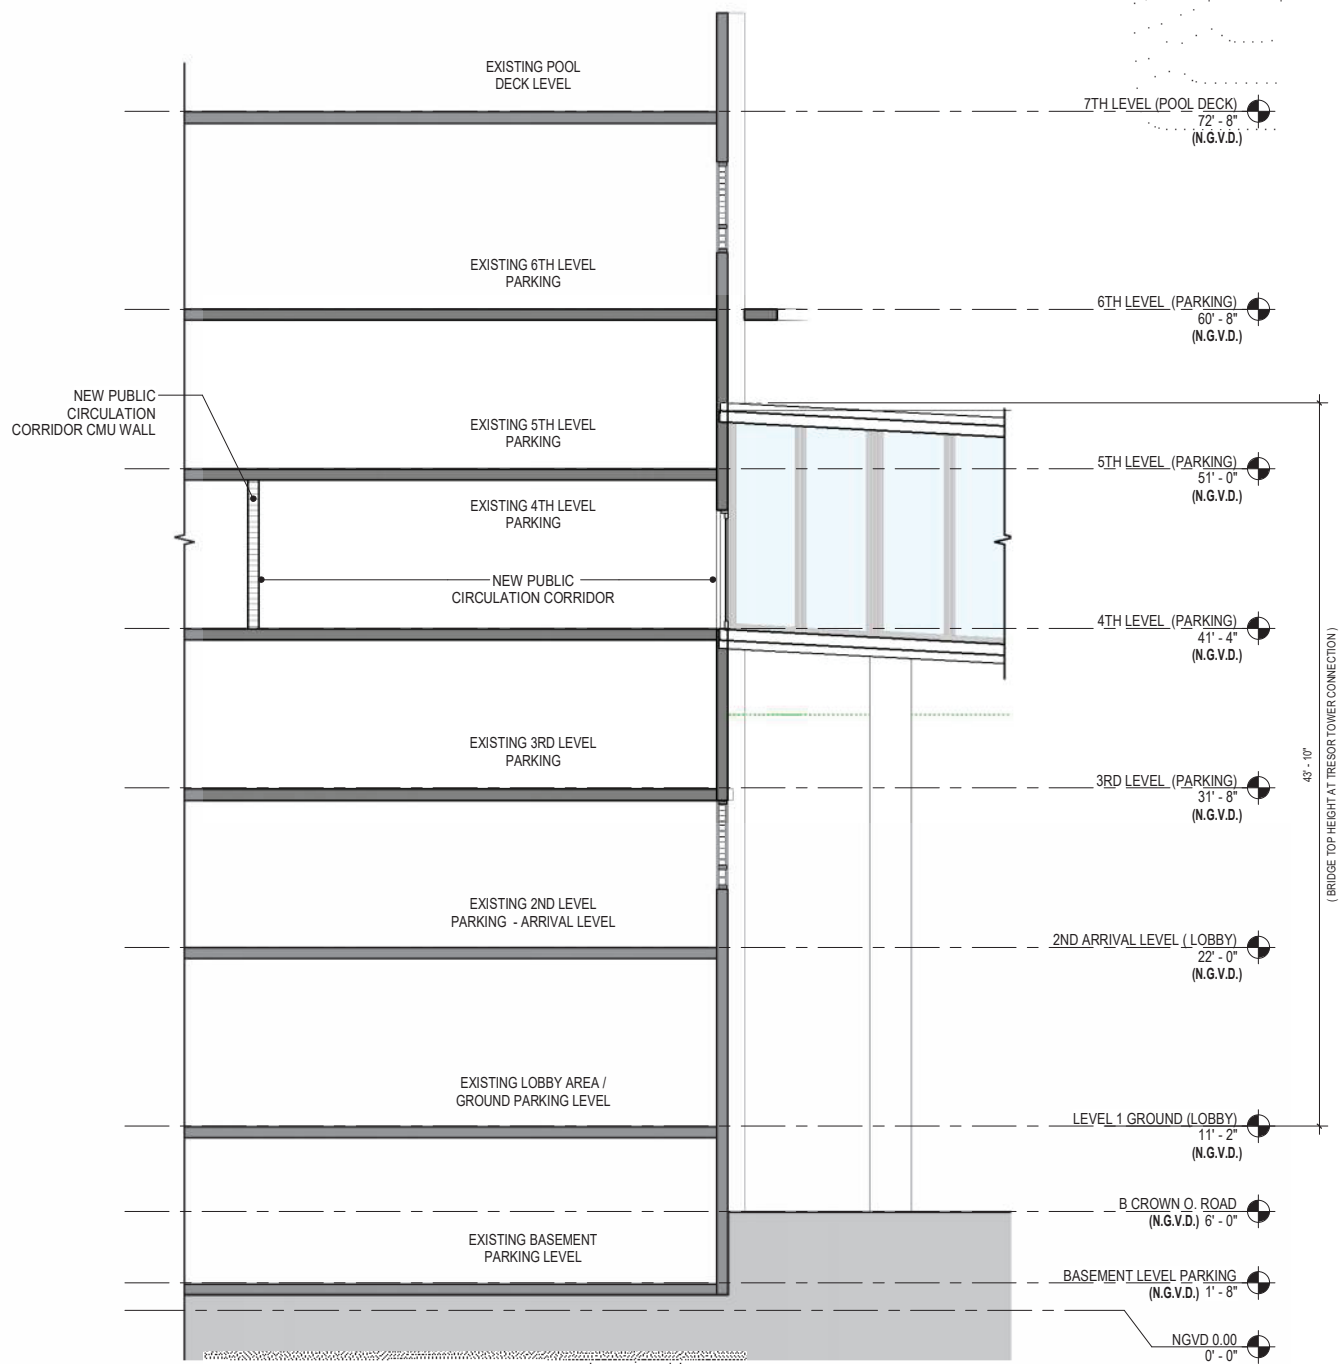 EXISTING POOL
DECK LEVEL
7TH LEVEL (POOL DECK)
72' - 8"
(N.G.V.D.)
EXISTING 6TH LEVEL
PARKING
6TH LEVEL (PARKING)
60' - 8"
(N.G.V.D.)
NEW PUBLIC
CIRCULATION
CORRIDOR CMU WALL
EXISTING 5TH LEVEL
PARKING
5TH LEVEL (PARKING)
51' - 0"
(N.G.V.D.)
EXISTING 4TH LEVEL
PARKING
NEW PUBLIC
CIRCULATION CORRIDOR
4TH LEVEL (PARKING)
41' - 4"
(N.G.V.D.)
EXISTING 3RD LEVEL
PARKING
3RD LEVEL (PARKING)
31' - 8"
(N.G.V.D.)
43' - 10"
( BRIDGE TOP HEIGHT AT TRESOR TOWER CONNECTION )
EXISTING 2ND LEVEL
PARKING - ARRIVAL LEVEL
2ND ARRIVAL LEVEL ( LOBBY)
22' - 0"
(N.G.V.D.)
EXISTING LOBBY AREA /
GROUND PARKING LEVEL
LEVEL 1 GROUND (LOBBY)
11' - 2"
(N.G.V.D.)
B CROWN O. ROAD
(N.G.V.D.) 6' - 0"
EXISTING BASEMENT
PARKING LEVEL
BASEMENT LEVEL PARKING
(N.G.V.D.) 1' - 8"
NGVD 0.00
0' - 0"